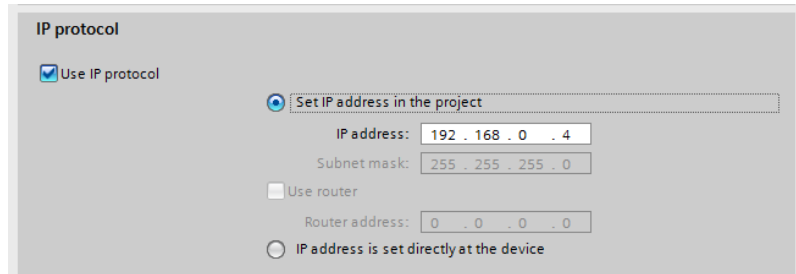 IP protocol
Use IP protocol
Set IP address in the project
IP address: 192 . 168 . 0 . 4
Subnet mask: 255 . 255 . 255 . 0
Use router
Router address: 0 . 0 . 0 . 0
IP address is set directly at the device